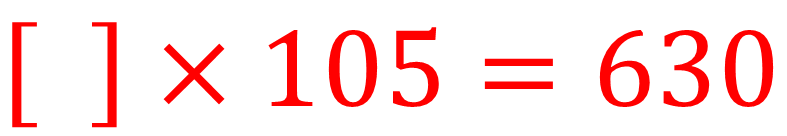 [ ] × 105 = 630